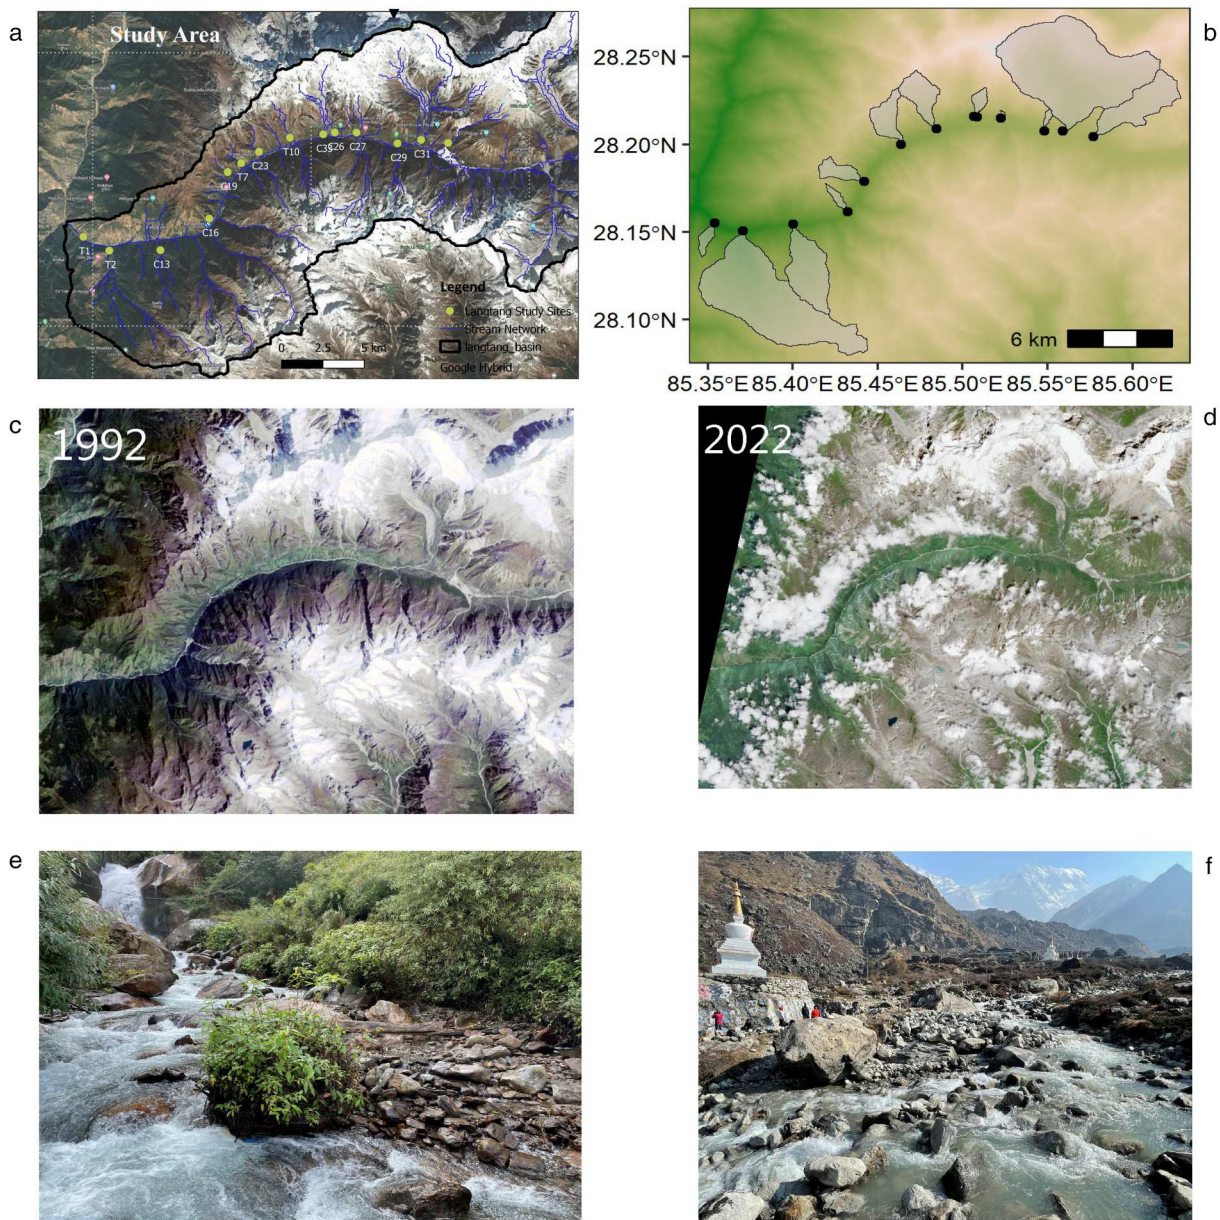 a
Study Area
T10
C35
C26
C27
C29
C31
T
C23
T7
C19
C16
T1
T2
C13
Legend
Langtang Study Sites
Stream Network
langtang_basin
Google Hybrid
0 2.5 5 km
b
28.25°N
28.20°N
28.15°N
28.10°N
6 km
85.35°E 85.40°E 85.45°E 85.50°E 85.55°E 85.60°E
c
1992
d
2022
e
f